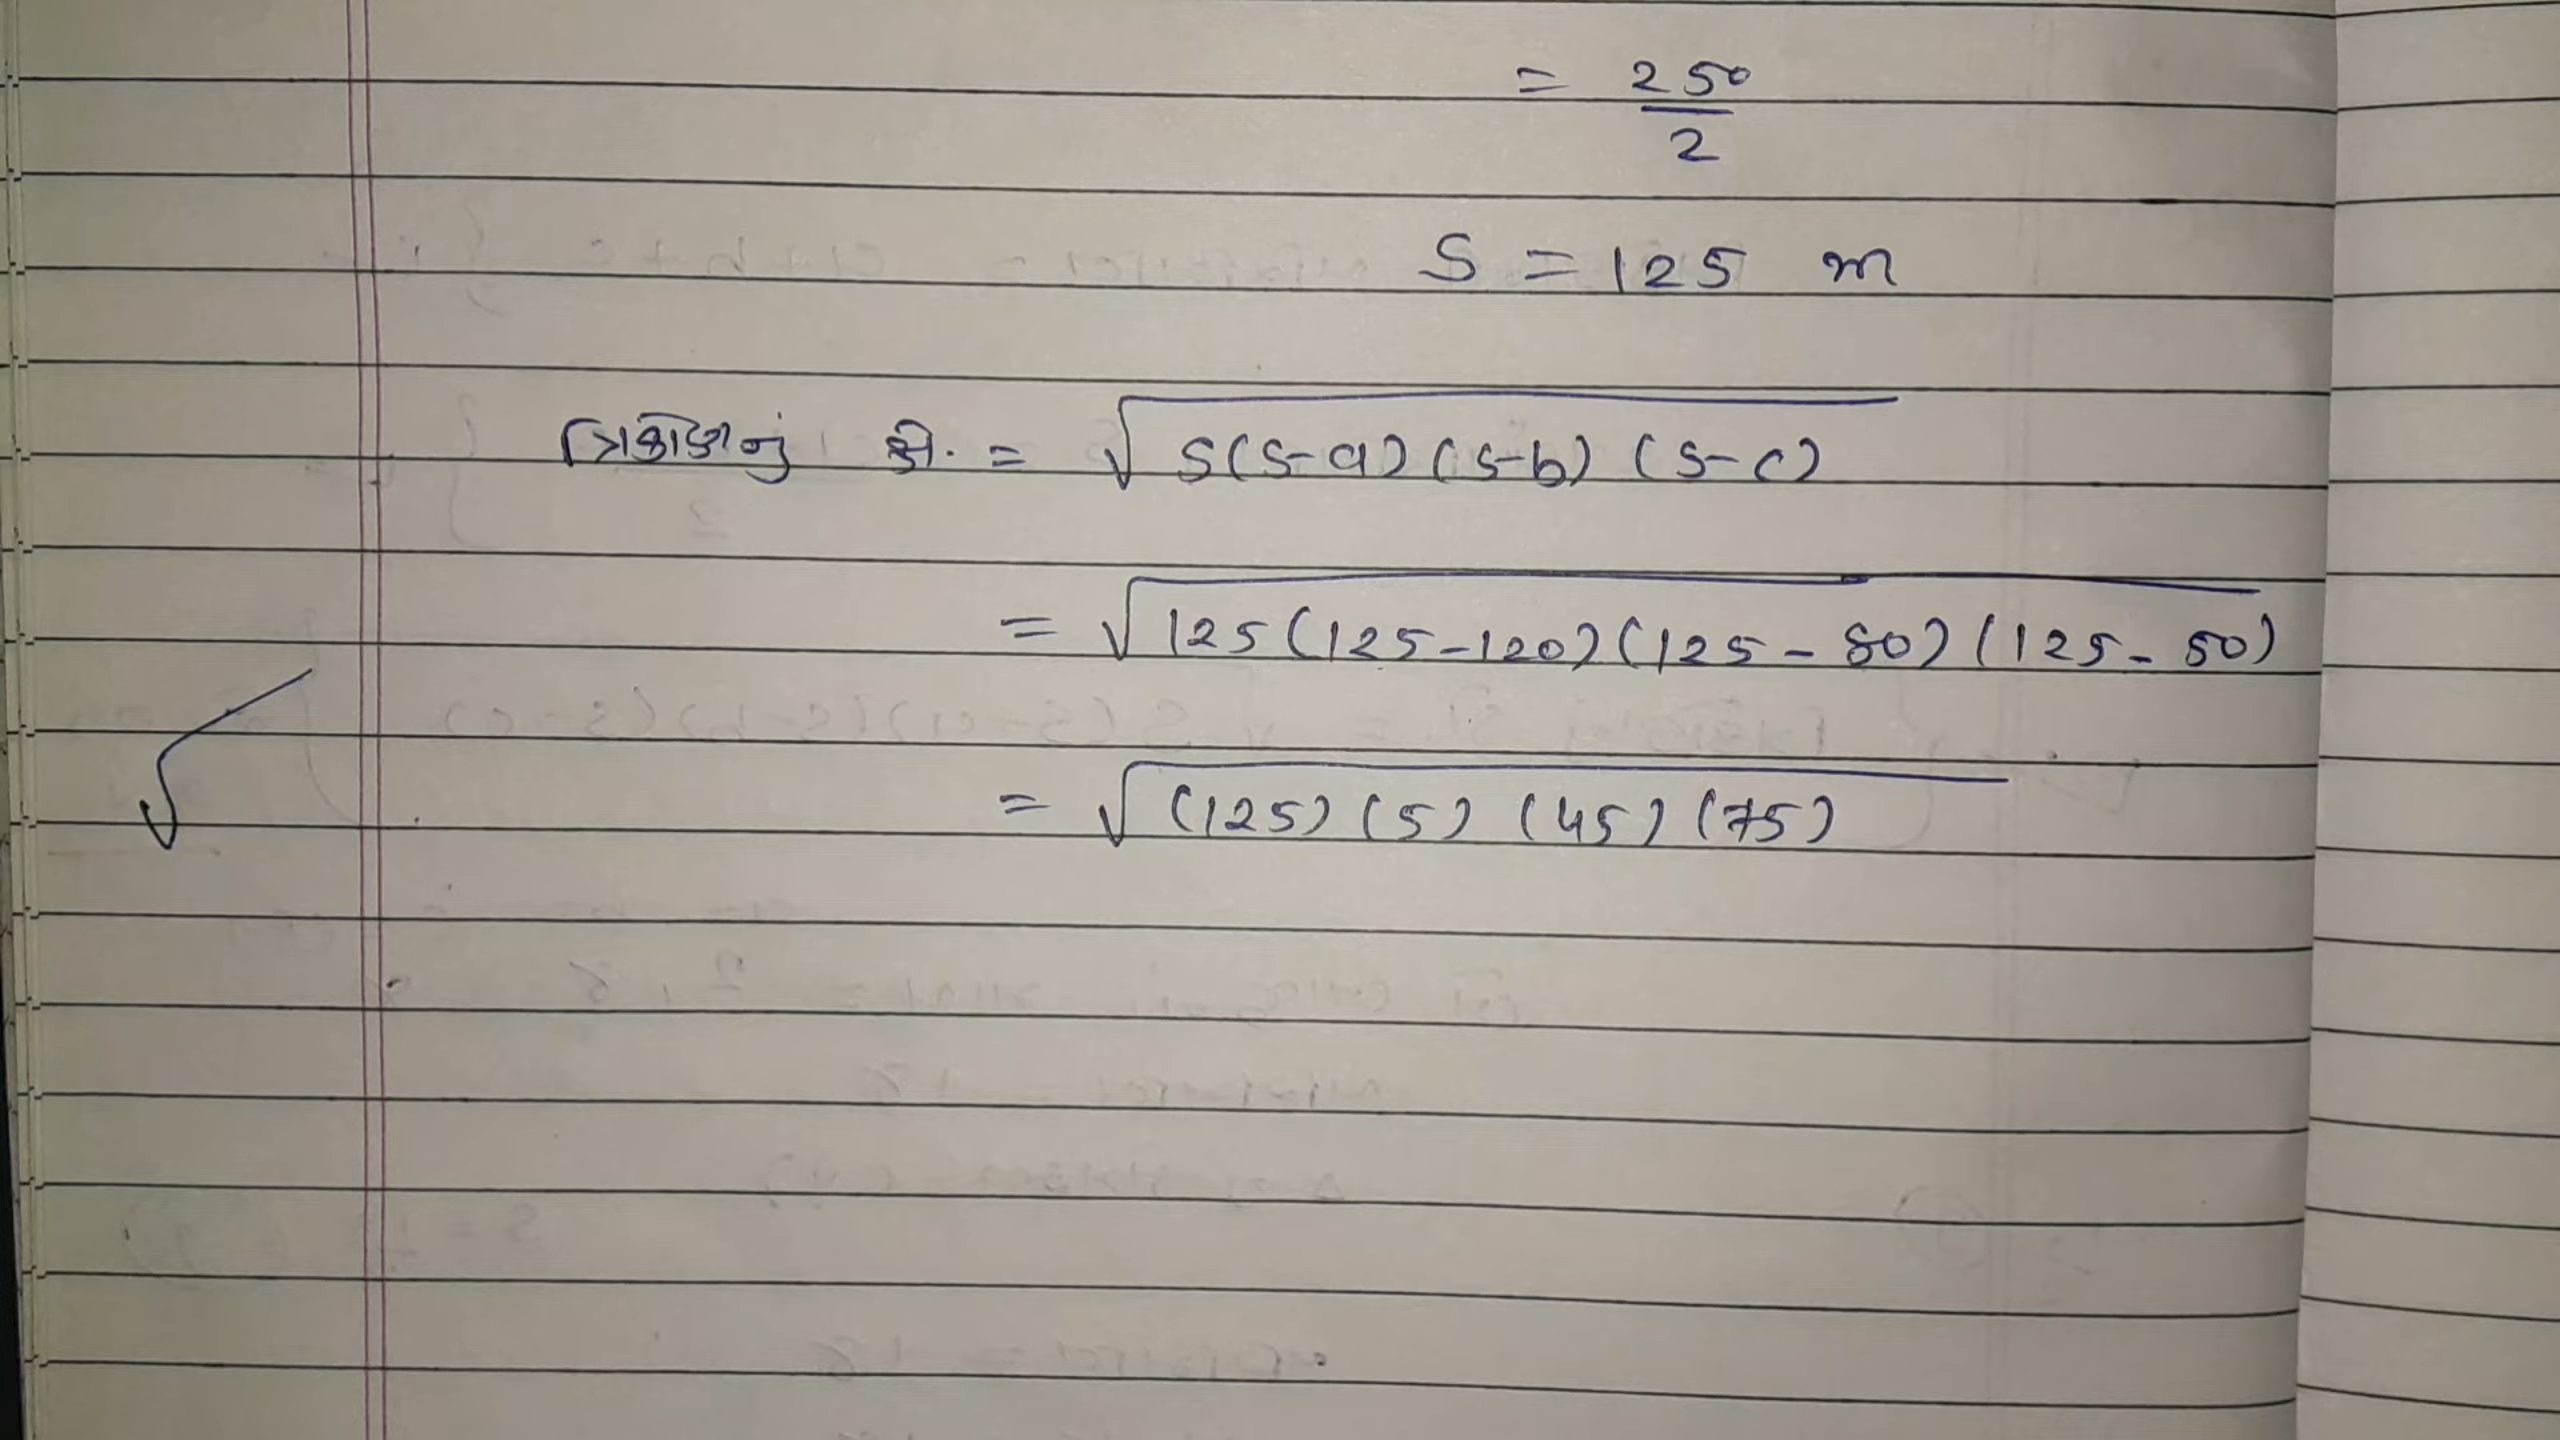 = 250/2
S = 125 m
ત્રિકોણનું ક્ષે. = √s(s-a)(s-b)(s-c)
= √125(125-120)(125-80)(125-50)
= √(125)(5)(45)(75)